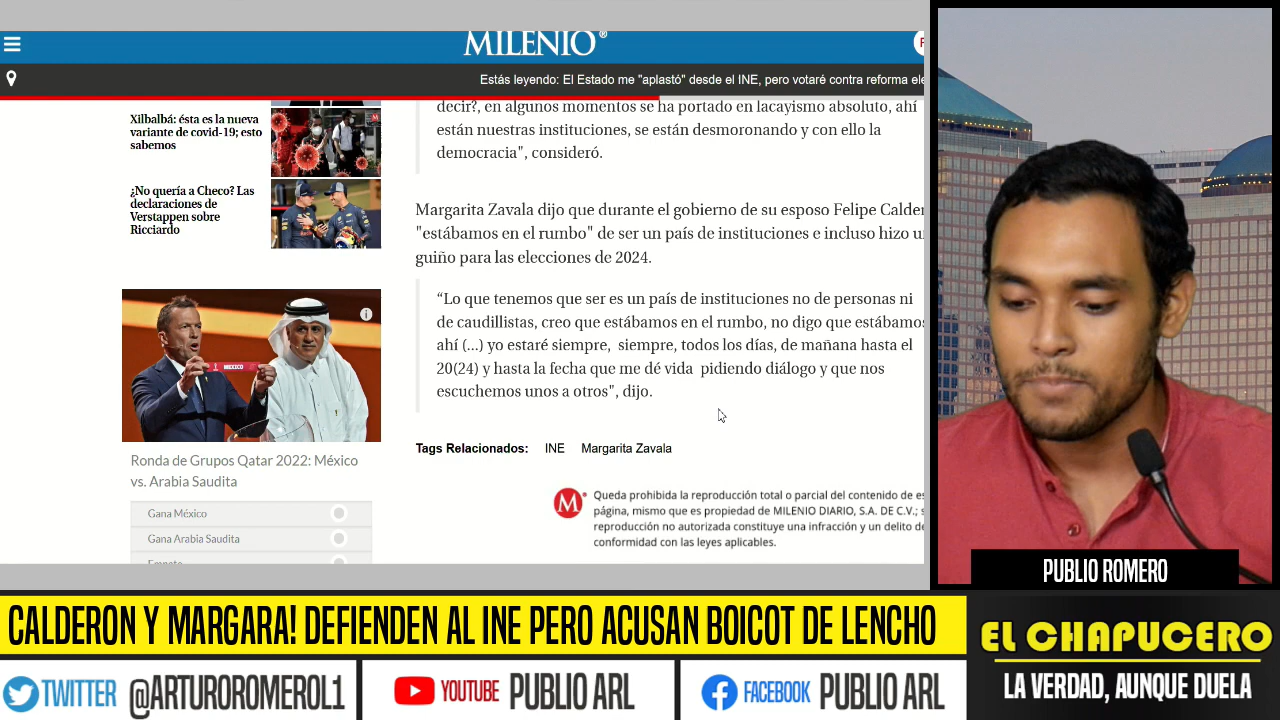 MILENIO®
Estás leyendo: El Estado me "aplastó" desde el INE, pero votaré contra reforma
Xilbalbá: ésta es la nueva
variante de covid-19; esto
sabemos
¿No quería a Checo? Las
declaraciones de
Verstappen sobre
Ricciardo
MEXICO
Ronda de Grupos Qatar 2022: México
vs. Arabia Saudita
Gana México
Gana Arabia Saudita
Empate
decir?, en algunos momentos se ha portado en lacayismo absoluto, ahí
están nuestras instituciones, se están desmoronando y con ello la
democracia", consideró.
Margarita Zavala dijo que durante el gobierno de su esposo Felipe
"estábamos en el rumbo" de ser un país de instituciones e incluso hizo
guiño para las elecciones de 2024.
“Lo que tenemos que ser es un país de instituciones no de personas ni
de caudillistas, creo que estábamos en el rumbo, no digo que estábamos
ahí (...) yo estaré siempre, siempre, todos los días, de mañana hasta el
20(24) y hasta la fecha que me dé vida pidiendo diálogo y que nos
escuchemos unos a otros", dijo.
Tags Relacionados: INE Margarita Zavala
M
Queda prohibida la reproducción total o parcial del contenido de
página, mismo que es propiedad de MILENIO DIARIO, S.A. DE C.V.;
reproducción no autorizada constituye una infracción y un delito
conformidad con las leyes aplicables.
PUBLIO ROMERO
CALDERON Y MARGARA! DEFIENDEN AL INE PERO ACUSAN BOICOT DE LENCHO
EL CHAPUCERO
LA VERDAD, AUNQUE DUELA
TWITTER @ARTUROROMEROL1
YOUTUBE PUBLIO ARL
FACEBOOK PUBLIO ARL